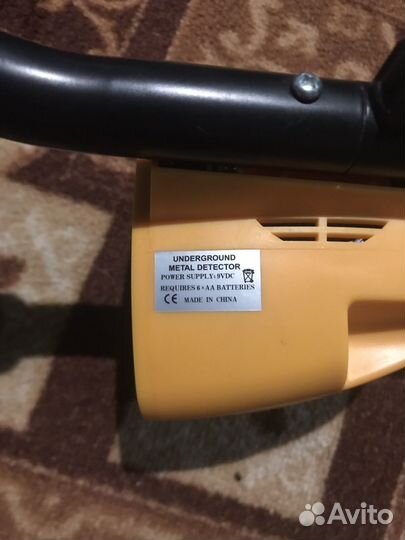 UNDERGROUND
METAL DETECTOR
POWER SUPPLY: 9VDC
REQUIRES 6×AA BATTERIES
CE MADE IN CHINA
Avito